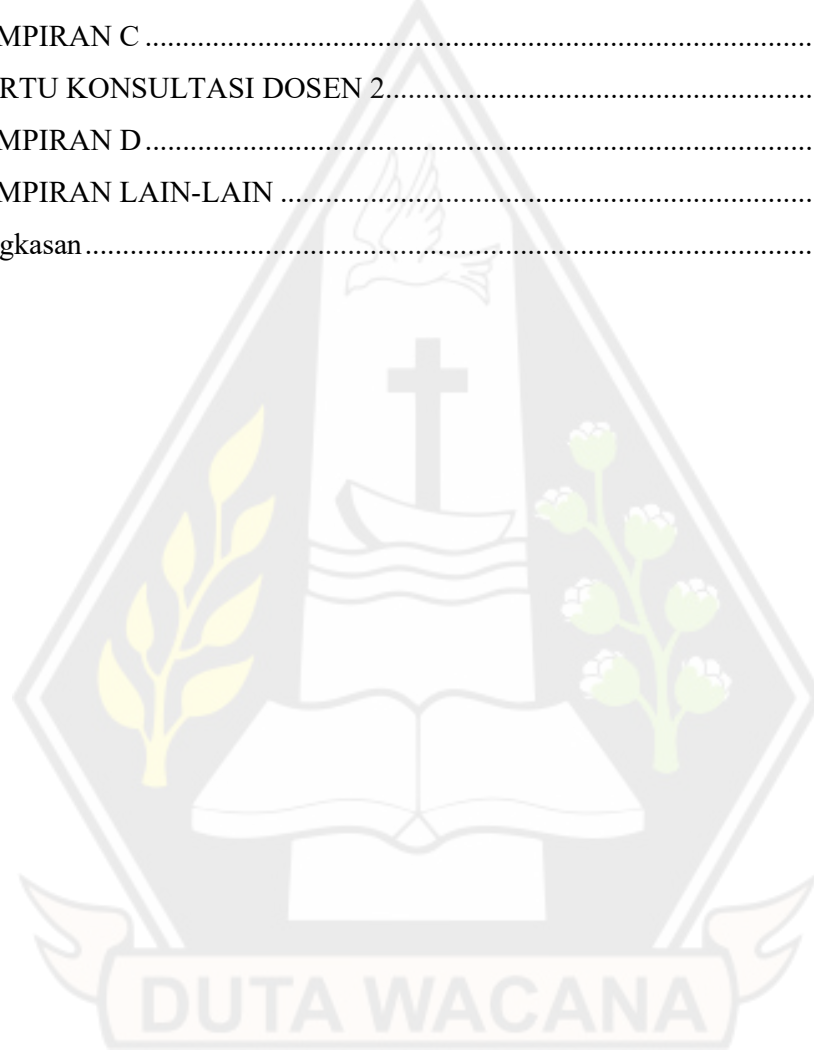 MPIRAN C ........................................................................................
RTU KONSULTASI DOSEN 2.........................................................
MPIRAN D ........................................................................................
MPIRAN LAIN-LAIN .....................................................................
gkasan ...............................................................................................
DUTA WACANA